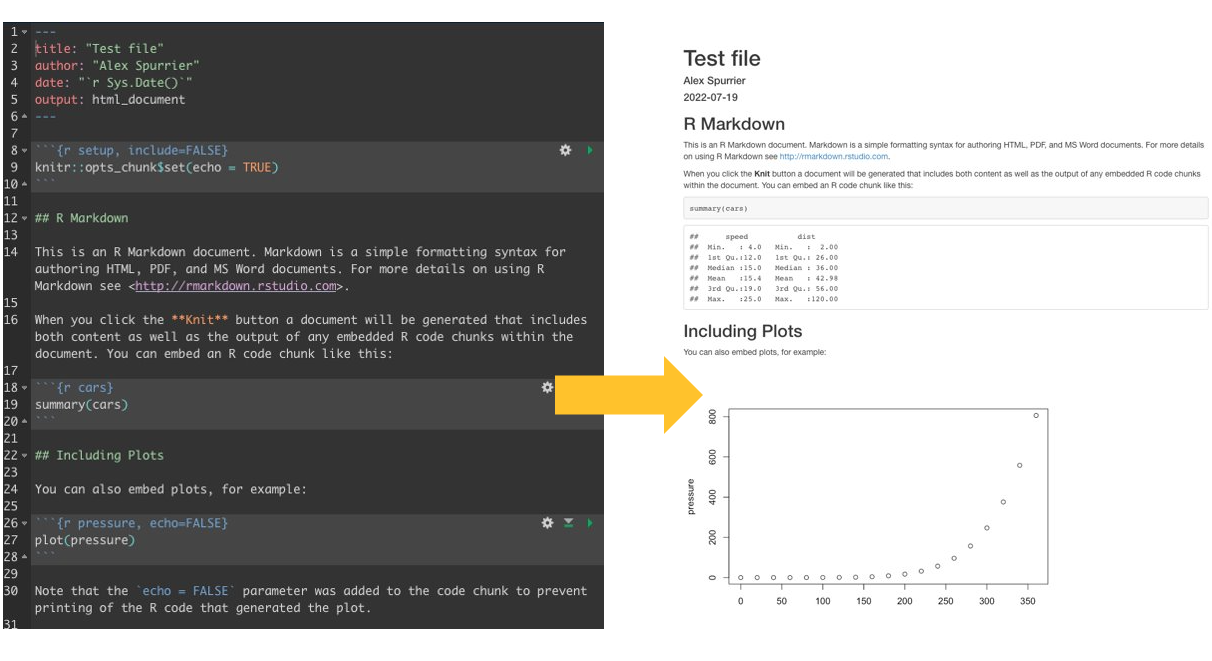 1 ---
2 title: "Test file"
3 author: "Alex Spurrier"
4 date: "`r Sys.Date()`"
5 output: html_document
6 ---
7
8 ```{r setup, include=FALSE}
9 knitr::opts_chunk$set(echo = TRUE)
10 ```
11
12 ## R Markdown
13
14 This is an R Markdown document. Markdown is a simple formatting syntax for
authoring HTML, PDF, and MS Word documents. For more details on using R
Markdown see <http://rmarkdown.rstudio.com>.
15
16 When you click the **Knit** button a document will be generated that includes
both content as well as the output of any embedded R code chunks within the
document. You can embed an R code chunk like this:
17
18 ```{r cars}
19 summary(cars)
20 ```
21
22 ## Including Plots
23
24 You can also embed plots, for example:
25
26 ```{r pressure, echo=FALSE}
27 plot(pressure)
28 ```
29
30 Note that the `echo = FALSE` parameter was added to the code chunk to prevent
printing of the R code that generated the plot.
31
Test file
Alex Spurrier
2022-07-19
R Markdown
This is an R Markdown document. Markdown is a simple formatting syntax for authoring HTML, PDF, and MS Word documents. For more details
on using R Markdown see http://rmarkdown.rstudio.com.
When you click the Knit button a document will be generated that includes both content as well as the output of any embedded R code chunks
within the document. You can embed an R code chunk like this:
summary(cars)
## speed dist
## Min. : 4.0 Min. : 2.00
## 1st Qu.:12.0 1st Qu.: 26.00
## Median :15.0 Median : 36.00
## Mean :15.4 Mean : 42.98
## 3rd Qu.:19.0 3rd Qu.: 56.00
## Max. :25.0 Max. :120.00
Including Plots
You can also embed plots, for example:
800
600
400
200
0
pressure
0 50 100 150 200 250 300 350